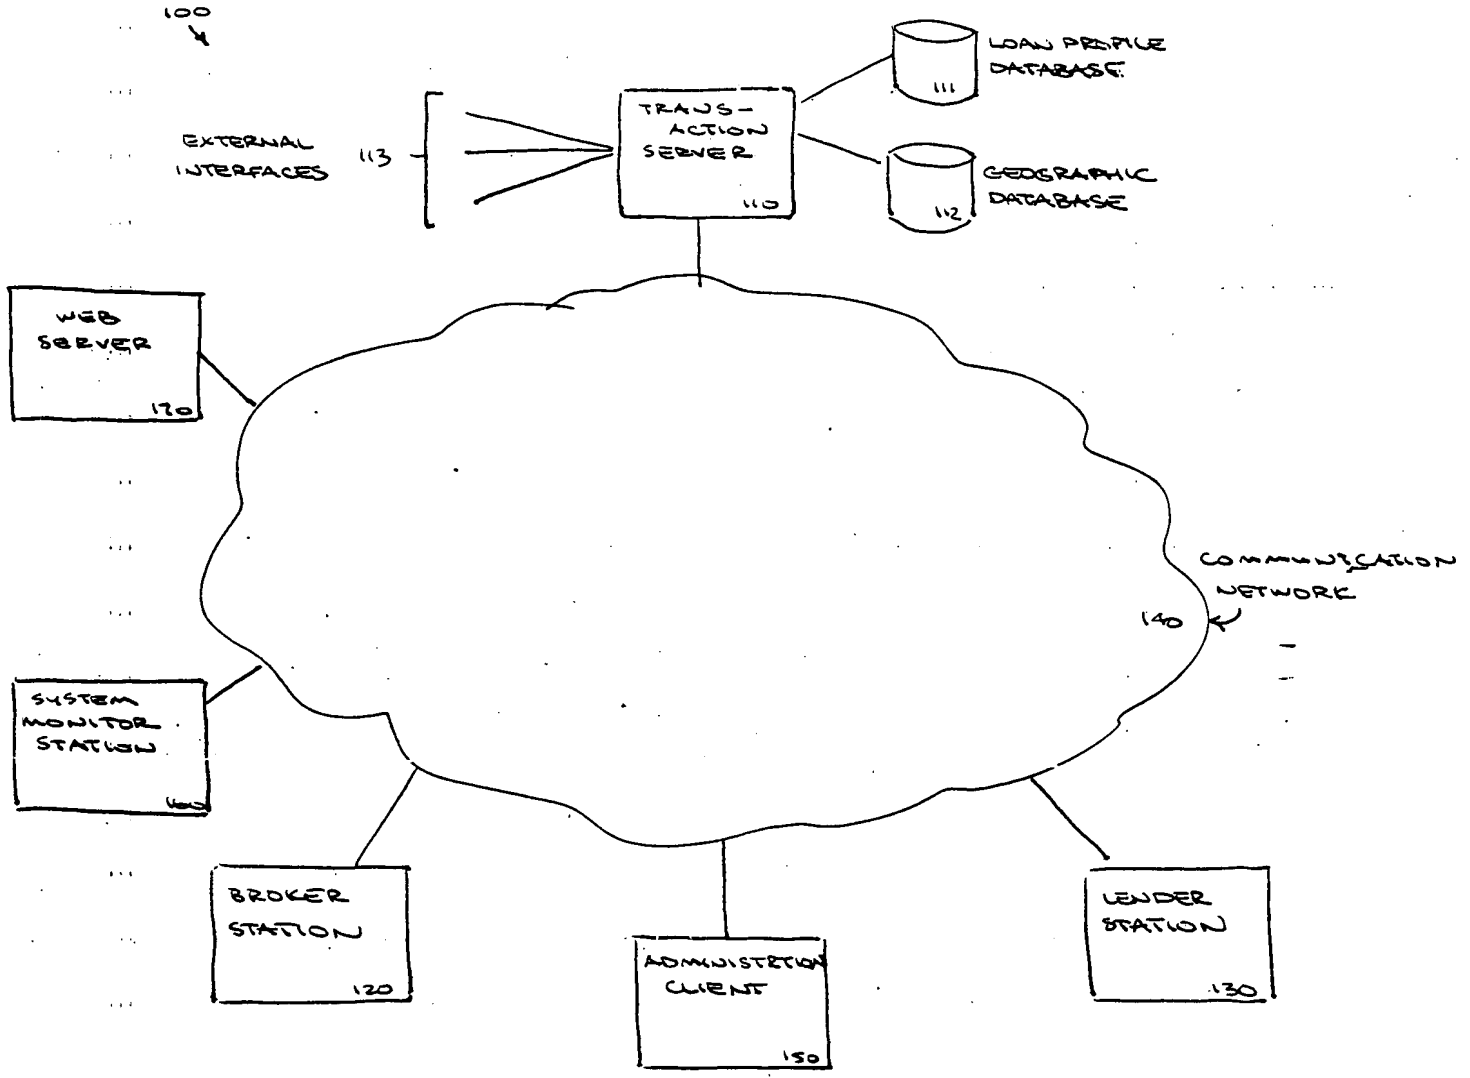 100
LOAN PROFILE
DATABASE
111
TRANS-
ACTION
SERVER
110
EXTERNAL
INTERFACES
113
GEOGRAPHIC
DATABASE
112
WEB
SERVER
170
COMMUNICATION
NETWORK
140
SYSTEM
MONITOR
STATION
160
BROKER
STATION
120
ADMINISTRTION
CLIENT
150
LENDER
STATION
130